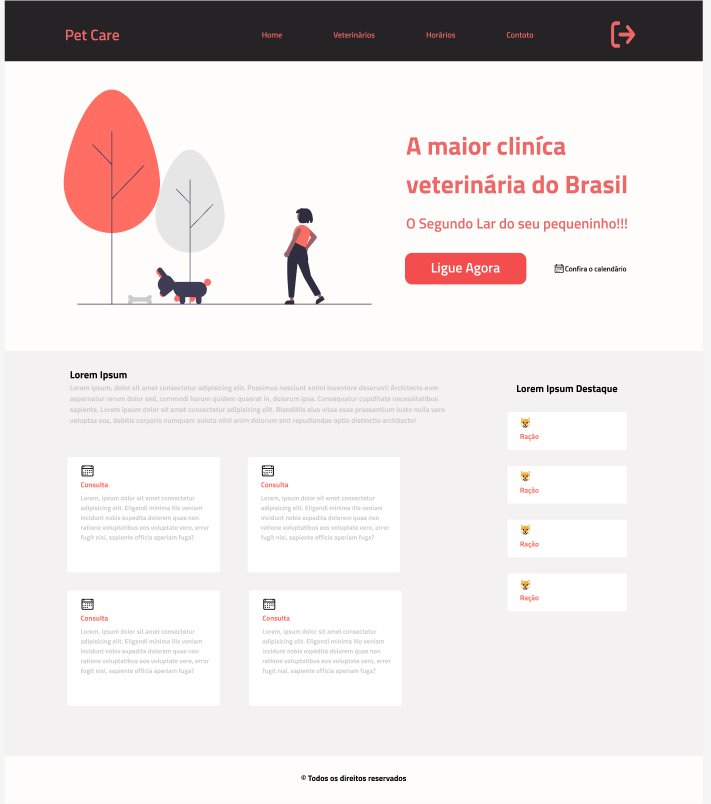 Pet Care
Home
Veterinários
Horários
Contoto
A maior cliníca
veterinária do Brasil
O Segundo Lar do seu pequeninho!!!
Ligue Agora
Confira o calendário
Lorem Ipsum
Lorem ipsum, dolor sit amet consectetur adipisicing elit. Possimus nesciunt animi inventore deserunt! Architecto eum
aspernatur rerum dolor sed, commodi harum quidem quaerat in, dolorum ipsa. Consequatur cupiditate necessitatibus
sapiente. Lorem ipsum dolor sit amet consectetur adipisicing elit. Blanditiis eius vitae esse praesentium iusto nulla vero
voluptas eos, debitis corporis numquam soluta nihil enim dolorum sint repudiandae optio distinctio architecto!
Consulta
Lorem, ipsum dolor sit amet consectetur
adipisicing elit. Eligendi minima illo veniam
incidunt nobis expedita dolorem quae non
ratione voluptatibus eos voluptate vero, error
fugit nisi, sapiente officia aperiam fuga?
Consulta
Lorem, ipsum dolor sit amet consectetur
adipisicing elit. Eligendi minima illo veniam
incidunt nobis expedita dolorem quae non
ratione voluptatibus eos voluptate vero, error
fugit nisi, sapiente officia aperiam fuga?
Consulta
Lorem, ipsum dolor sit amet consectetur
adipisicing elit. Eligendi minima illo veniam
incidunt nobis expedita dolorem quae non
ratione voluptatibus eos voluptate vero, error
fugit nisi, sapiente officia aperiam fuga?
Consulta
Lorem, ipsum dolor sit amet consectetur
adipisicing elit. Eligendi minima illo veniam
incidunt nobis expedita dolorem quae non
ratione voluptatibus eos voluptate vero, error
fugit nisi, sapiente officia aperiam fuga?
Lorem Ipsum Destaque
Ração
Ração
Ração
Ração
© Todos os direitos reservados